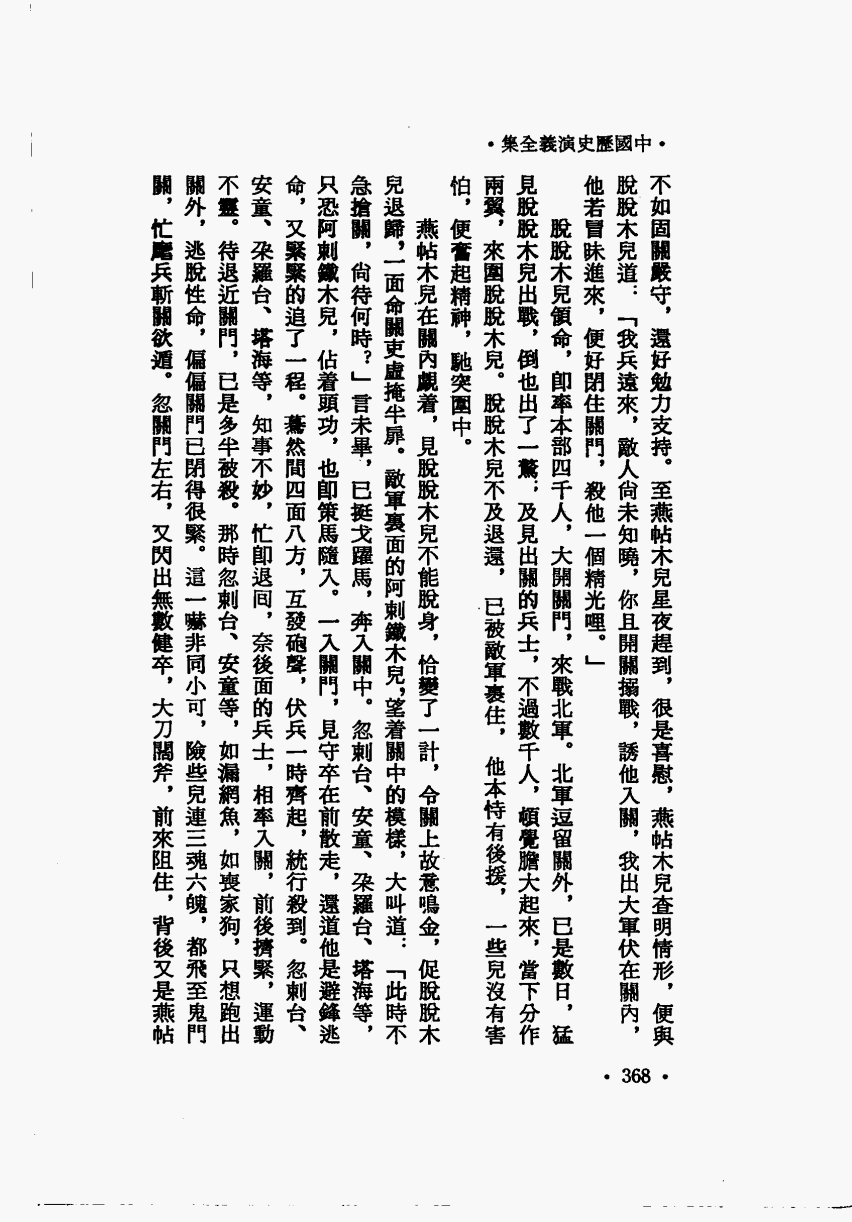 •中國歷史演義全集•
不如固關嚴守，還好勉力支持。至燕帖木兒星夜趕到，很是喜慰，燕帖木兒查明情形，便與
脫脫木兒道：「我兵遠來，敵人尙未知曉，你且開關搦戰，誘他入關，我出大軍伏在關內，
他若冒昧進來，便好閉住關門，殺他一個精光哩。」
脫脫木兒領命，卽率本部四千人，大開關門，來戰北軍。北軍逗留關外，已是數日，猛
見脫脫木兒出戰，倒也出了一驚；及見出關的兵士，不過數千人，頓覺膽大起來，當下分作
兩翼，來圍脫脫木兒。脫脫木兒不及退還，已被敵軍裹住，他本恃有後援，一些兒沒有害
怕，便奮起精神，馳突圍中。
燕帖木兒在關內覷着，見脫脫木兒不能脫身，恰變了一計，令關上故意鳴金，促脫脫木
兒退歸，一面命關吏虛掩半扉。敵軍裏面的阿剌鐵木兒，望着關中的模樣，大叫道：「此時不
急搶關，尙待何時？」言未畢，已挺戈躍馬，奔入關中。忽剌台、安童、朶羅台、塔海等，
只恐阿剌鐵木兒，佔着頭功，也卽策馬隨入。一入關門，見守卒在前散走，還道他是避鋒逃
命，又緊緊的追了一程。驀然間四面八方，互發砲聲，伏兵一時齊起，統行殺到。忽剌台、
安童、朶羅台、塔海等，知事不妙，忙卽退回，奈後面的兵士，相率入關，前後擠緊，運動
不靈。待退近關門，已是多半被殺。那時忽剌台、安童等，如漏網魚，如喪家狗，只想跑出
關外，逃脫性命，偏偏關門已閉得很緊。這一嚇非同小可，險些兒連三魂六魄，都飛至鬼門
關，忙麾兵斬關欲遁。忽關門左右，又閃出無數健卒，大刀闊斧，前來阻住，背後又是燕帖
•368•